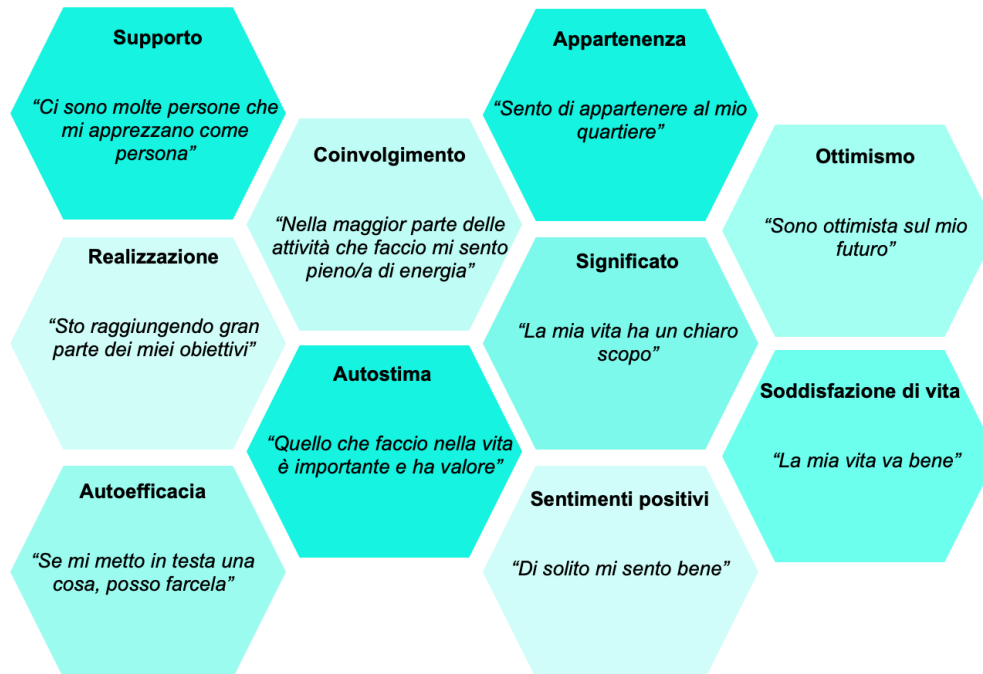 Supporto
“Ci sono molte persone che
mi apprezzano come
persona”
Appartenenza
“Sento di appartenere al mio
quartiere”
Coinvolgimento
“Nella maggior parte delle
attività che faccio mi sento
pieno/a di energia”
Ottimismo
“Sono ottimista sul mio
futuro”
Realizzazione
“Sto raggiungendo gran
parte dei miei obiettivi”
Significato
“La mia vita ha un chiaro
scopo”
Autostima
“Quello che faccio nella vita
è importante e ha valore”
Soddisfazione di vita
“La mia vita va bene”
Autoefficacia
“Se mi metto in testa una
cosa, posso farcela”
Sentimenti positivi
“Di solito mi sento bene”